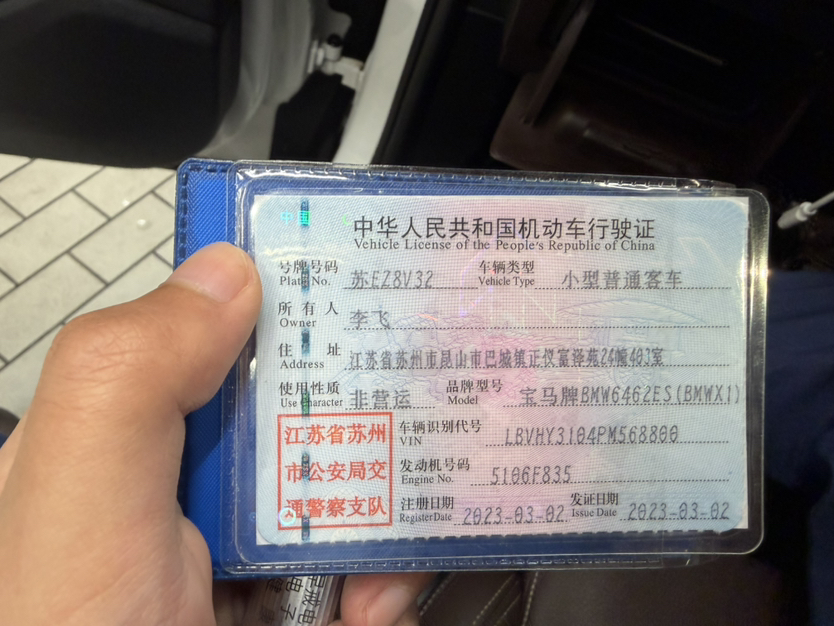 中国
中华人民共和国机动车行驶证
Vehicle License of the People's Republic of China
号牌号码 苏EZ8V32 车辆类型 小型普通客车
Plate No. Vehicle Type
所有人 李飞
Owner
住址 江苏省苏州市昆山市巴城镇正仪富泽苑24幢403室
Address
使用性质 非营运 品牌型号 宝马牌BMW6462ES(BMWX1)
Use Character Model
江苏省苏州
市公安局交
通警察支队
车辆识别代号 LBVHY3104PM568800
VIN
发动机号码 5106F835
Engine No.
注册日期 2023-03-02 发证日期 2023-03-02
Register Date Issue Date